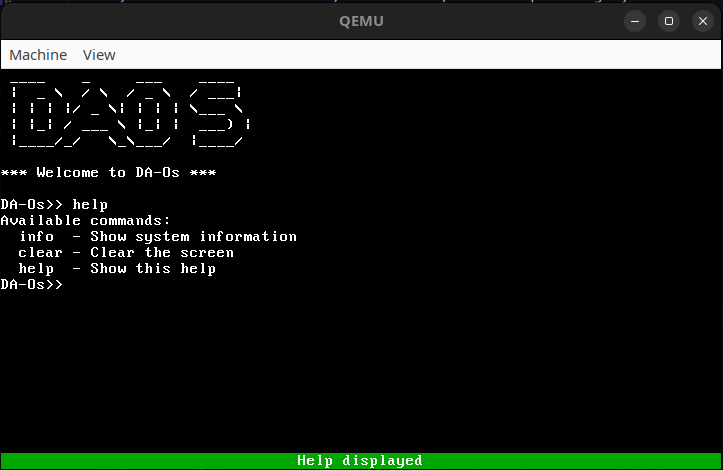 QEMU
Machine View
DAOS
*** Welcome to DA-Os ***
DA-Os>> help
Available commands:
  info  - Show system information
  clear - Clear the screen
  help  - Show this help
DA-Os>>
Help displayed